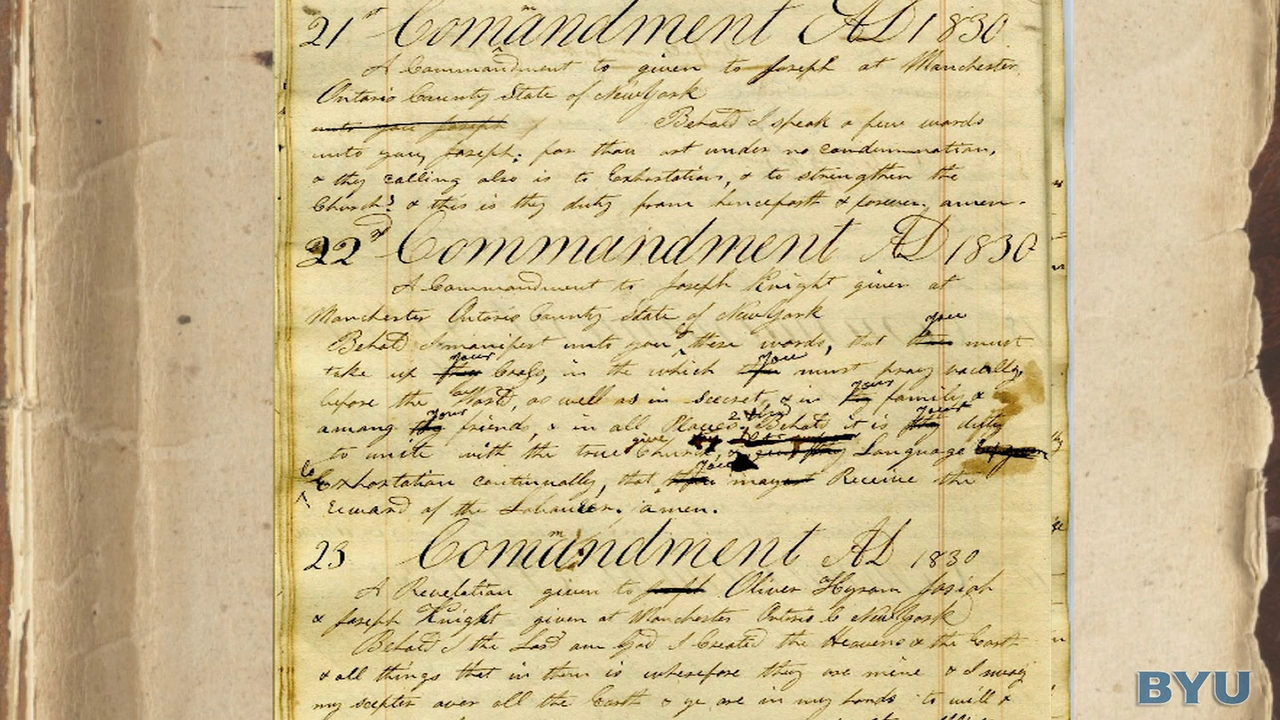 21st Comandment AD 1830
A Commandment to given to Joseph at Manchester
Ontario County State of New York
unto you Joseph Behold I speak a few words
unto you, Joseph; for thou art under no condemnation,
& thy calling also is to Exhortation, & to strengthen the
Church; & this is thy duty from henceforth & forever. amen.
22nd Commandment AD 1830
A Commandment to Joseph Knight given at
Manchester Ontario County State of New York
Behold I manifest unto you these words, that you must
take up your Cross, in the which you must pray vocally
before the World, as well as in seecret, & in your family, &
among your friends, & in all Places, Behold it is your duty
to unite with the true Church, & give Language to
Exhortation continually, that you may Receive the
reward of the
amen.
23 Comandment AD 1830
A Revelation given to Joseph Oliver Hyram Josiah
& Joseph Knight given at Manchester Ontario C New York
Behold I the Lord am God I Created the Heavens & the Earth
& all things that in them is wherefore they are mine & I sway
my scepter over all the Earth & ye are in my hands to will &
BYU